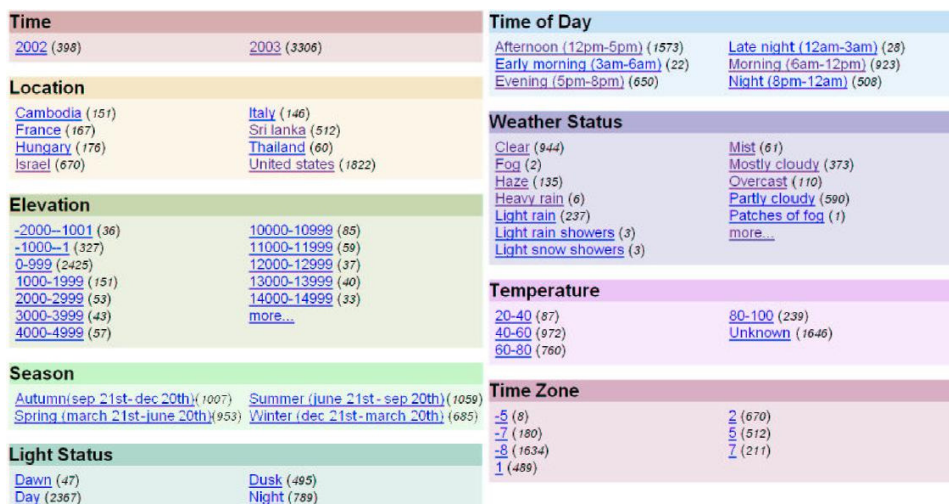 Time
2002 (398) 2003 (3306)
Location
Cambodia (151) Italy (146)
France (167) Sri lanka (512)
Hungary (176) Thailand (60)
Israel (670) United states (1822)
Elevation
-2000--1001 (36) 10000-10999 (85)
-1000--1 (327) 11000-11999 (59)
0-999 (2425) 12000-12999 (37)
1000-1999 (151) 13000-13999 (40)
2000-2999 (53) 14000-14999 (33)
3000-3999 (43) more...
4000-4999 (57)
Season
Autumn(sep 21st-dec 20th)(1007) Summer (june 21st- sep 20th) (1059)
Spring (march 21st-june 20th)(953) Winter (dec 21st-march 20th) (685)
Light Status
Dawn (47) Dusk (495)
Day (2367) Night (789)
Time of Day
Afternoon (12pm-5pm) (1573) Late night (12am-3am) (28)
Early morning (3am-6am) (22) Morning (6am-12pm) (923)
Evening (5pm-8pm) (650) Night (8pm-12am) (508)
Weather Status
Clear (944) Mist (61)
Fog (2) Mostly cloudy (373)
Haze (135) Overcast (110)
Heavy rain (6) Partly cloudy (590)
Light rain (237) Patches of fog (1)
Light rain showers (3) more...
Light snow showers (3)
Temperature
20-40 (87) 80-100 (239)
40-60 (972) Unknown (1646)
60-80 (760)
Time Zone
-5 (8) 2 (670)
-7 (180) 5 (512)
-8 (1634) 7 (211)
1 (489)